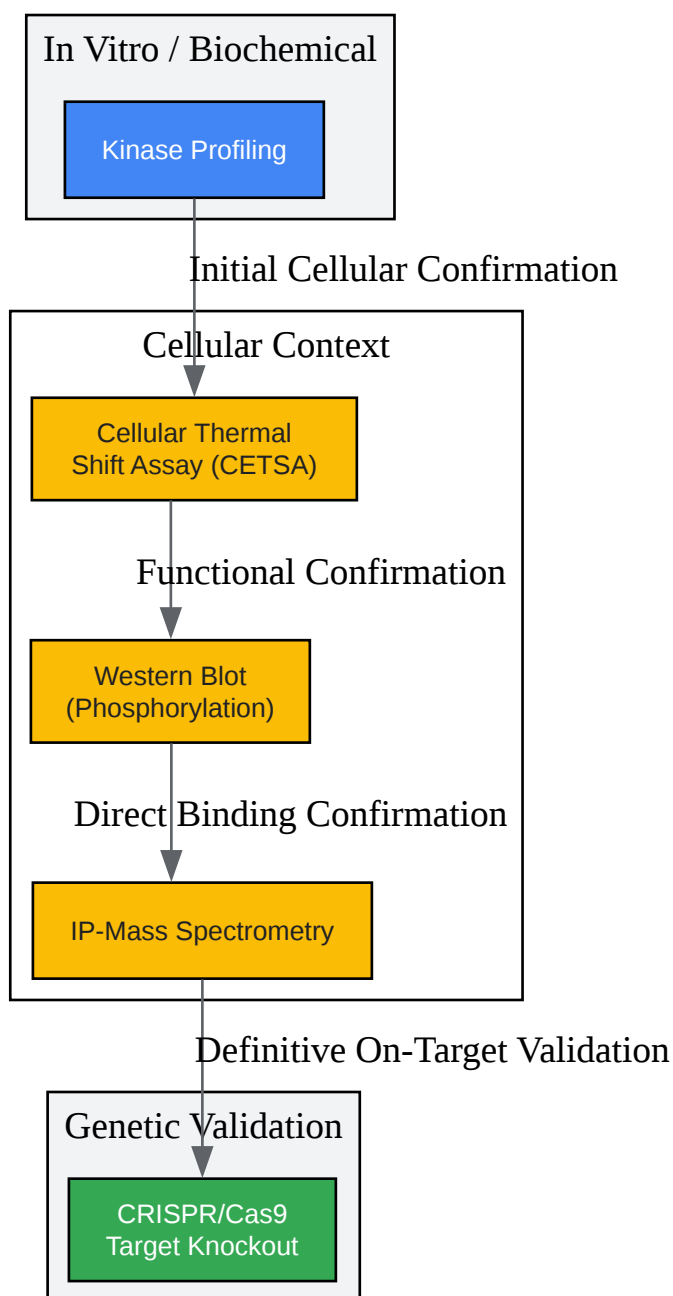 In Vitro / Biochemical
Kinase Profiling
Initial Cellular Confirmation
Cellular Context
Cellular Thermal
Shift Assay (CETSA)
Functional Confirmation
Western Blot
(Phosphorylation)
Direct Binding Confirmation
IP-Mass Spectrometry
Definitive On-Target Validation
Genetic Validation
CRISPR/Cas9
Target Knockout